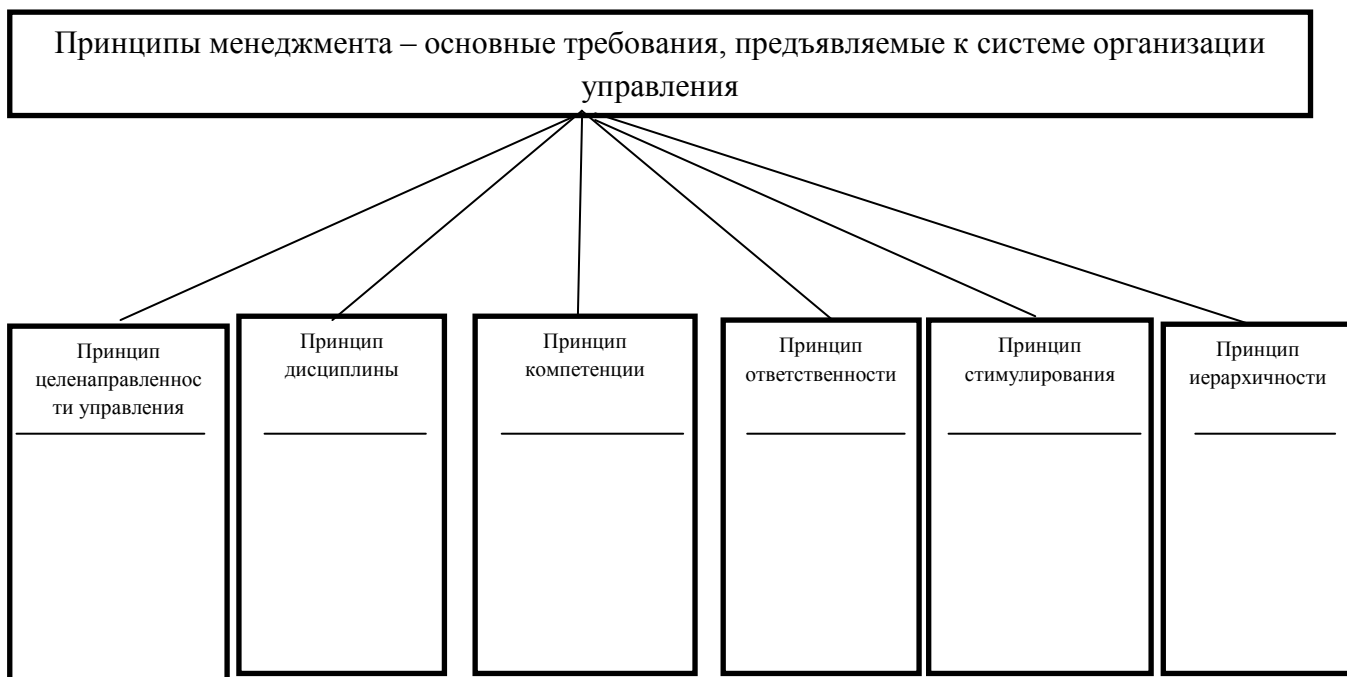 Принципы менеджмента – основные требования, предъявляемые к системе организации
управления
Принцип
целенаправленнос
ти управления
Принцип
дисциплины
Принцип
компетенции
Принцип
ответственности
Принцип
стимулирования
Принцип
иерархичности